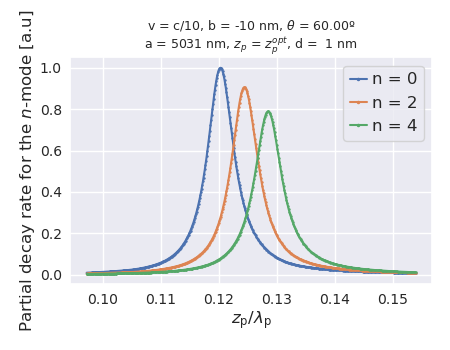 v = c/10, b = -10 nm, θ = 60.00º
a = 5031 nm, z_p = z_p^{opt}, d =  1 nm
Partial decay rate for the n-mode [a.u]
1.0
0.8
0.6
0.4
0.2
0.0
n = 0
n = 2
n = 4
0.10 0.11 0.12 0.13 0.14 0.15
z_p/λ_p